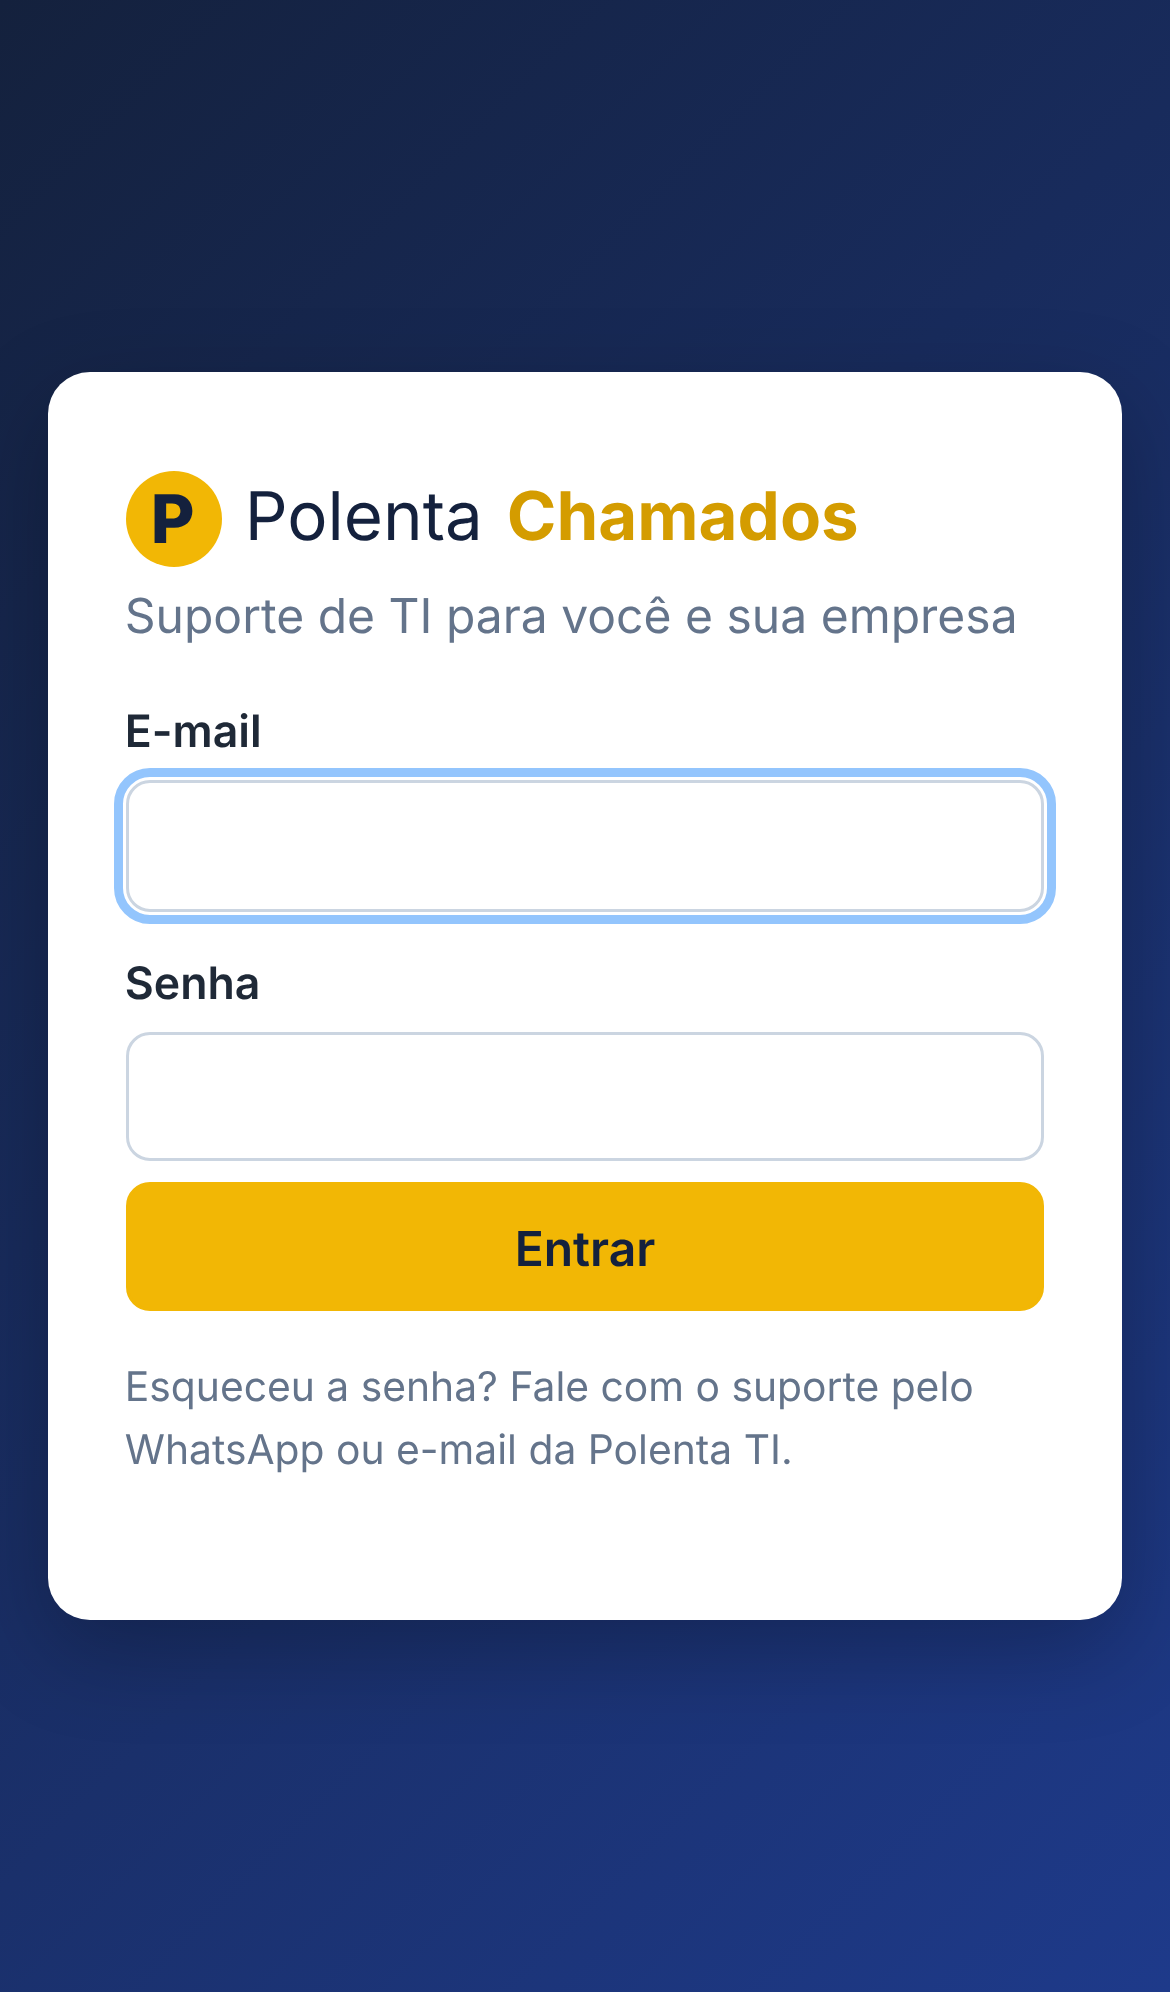 P Polenta Chamados
Suporte de TI para você e sua empresa
E-mail
Senha
Entrar
Esqueceu a senha? Fale com o suporte pelo
WhatsApp ou e-mail da Polenta TI.